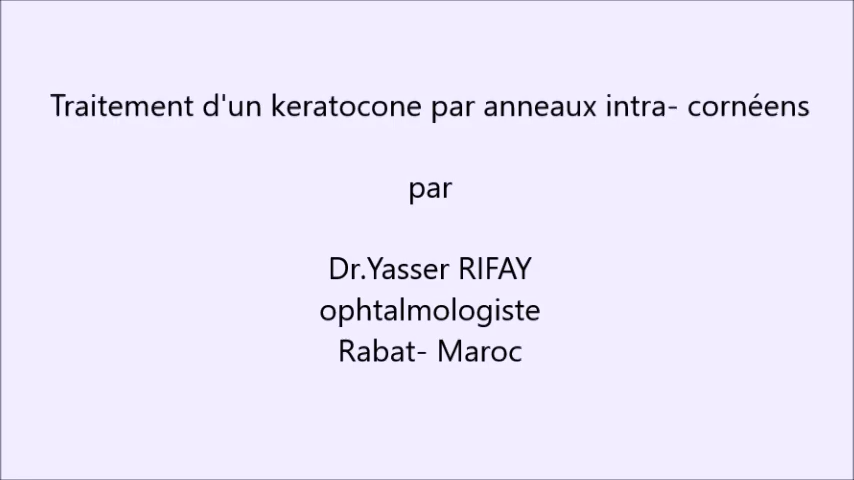 Traitement d'un keratocone par anneaux intra- cornéens
par
Dr.Yasser RIFAY
ophtalmologiste
Rabat- Maroc